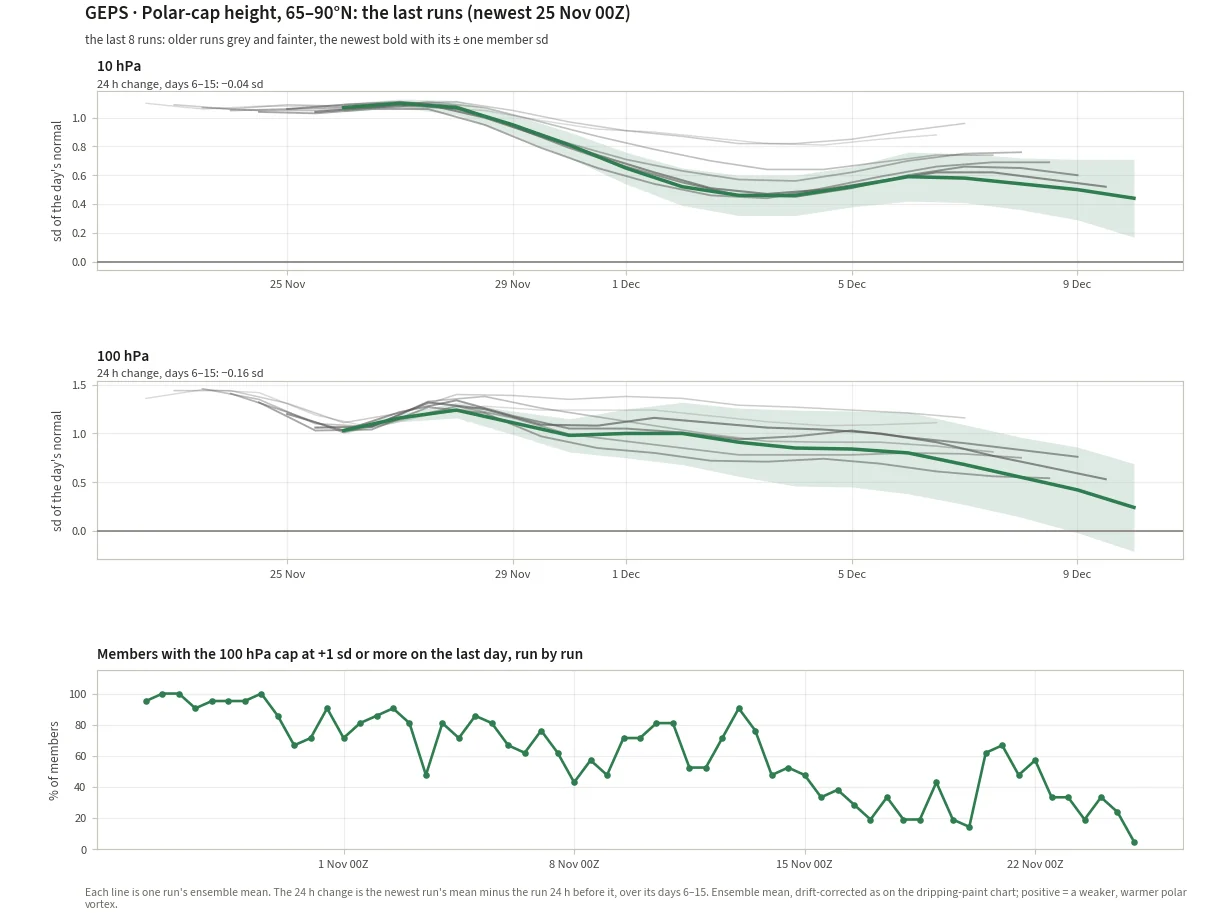 GEPS · Polar-cap height, 65–90°N: the last runs (newest 25 Nov 00Z)
the last 8 runs: older runs grey and fainter, the newest bold with its ± one member sd
10 hPa
24 h change, days 6–15: −0.04 sd
sd of the day's normal
1.0
0.8
0.6
0.4
0.2
0.0
25 Nov
29 Nov
1 Dec
5 Dec
9 Dec
100 hPa
24 h change, days 6–15: −0.16 sd
sd of the day's normal
1.5
1.0
0.5
0.0
25 Nov
29 Nov
1 Dec
5 Dec
9 Dec
Members with the 100 hPa cap at +1 sd or more on the last day, run by run
% of members
100
80
60
40
20
0
1 Nov 00Z
8 Nov 00Z
15 Nov 00Z
22 Nov 00Z
Each line is one run's ensemble mean. The 24 h change is the newest run's mean minus the run 24 h before it, over its days 6–15. Ensemble mean, drift-corrected as on the dripping-paint chart; positive = a weaker, warmer polar
vortex.